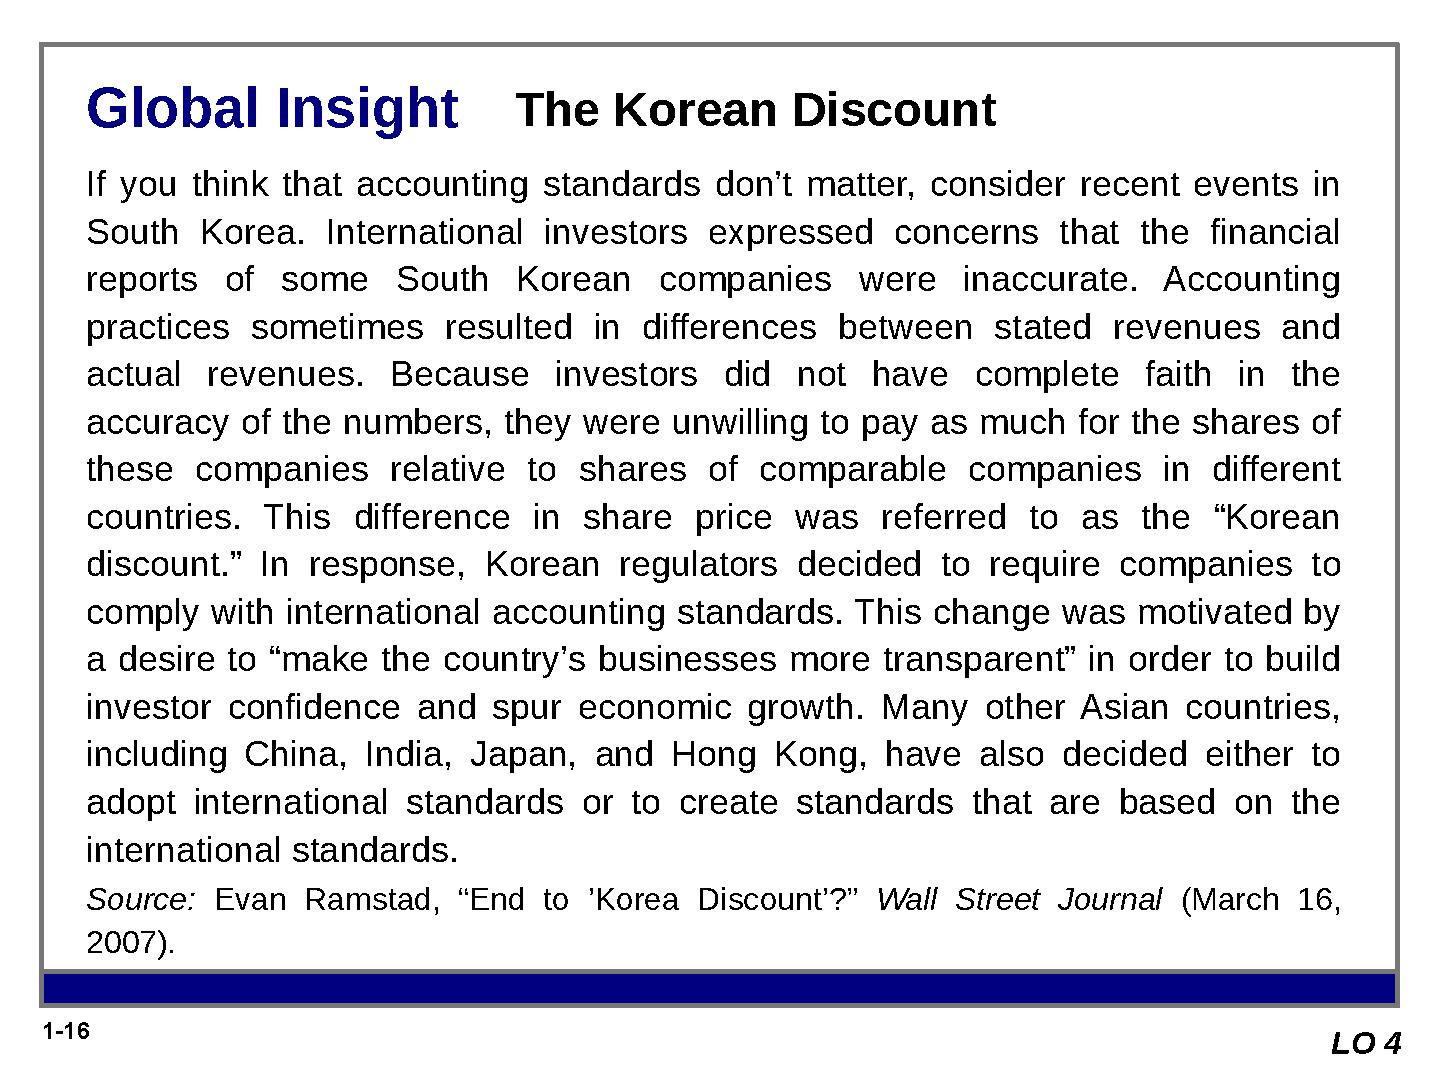 Global Insight The Korean Discount
If you think that accounting standards don’t matter, consider recent events in
South Korea. International investors expressed concerns that the financial
reports of some South Korean companies were inaccurate. Accounting
practices sometimes resulted in differences between stated revenues and
actual revenues. Because investors did not have complete faith in the
accuracy of the numbers, they were unwilling to pay as much for the shares of
these companies relative to shares of comparable companies in different
countries. This difference in share price was referred to as the “Korean
discount.” In response, Korean regulators decided to require companies to
comply with international accounting standards. This change was motivated by
a desire to “make the country’s businesses more transparent” in order to build
investor confidence and spur economic growth. Many other Asian countries,
including China, India, Japan, and Hong Kong, have also decided either to
adopt international standards or to create standards that are based on the
international standards.
Source: Evan Ramstad, “End to ’Korea Discount’?” Wall Street Journal (March 16,
2007).
1-16
LO 4